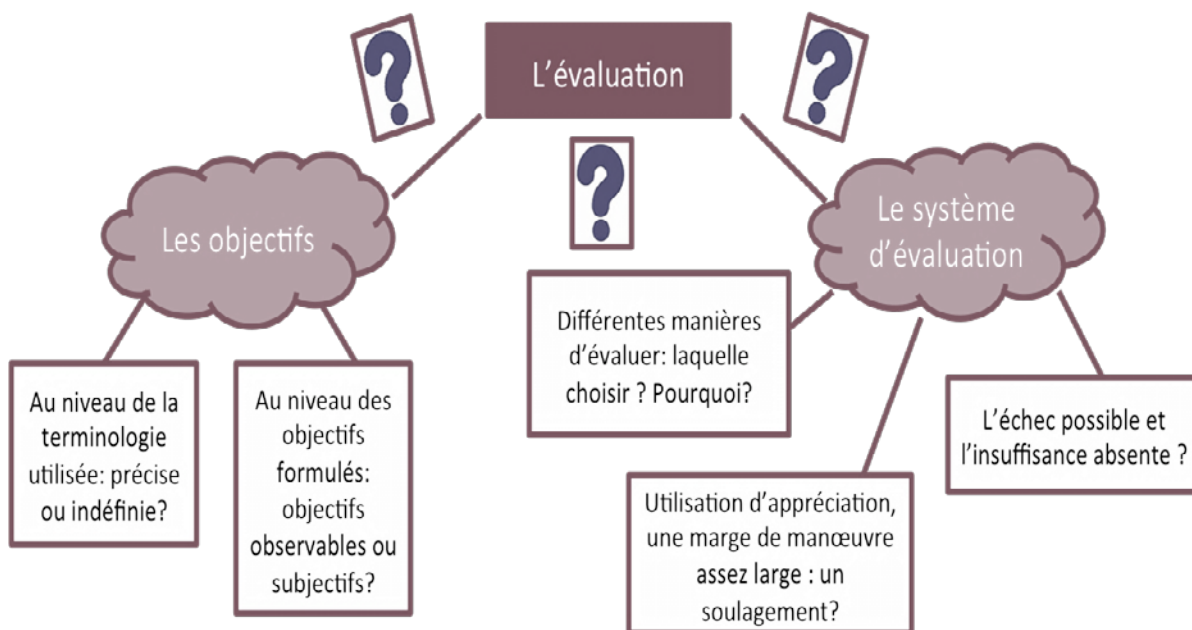 ?
L'évaluation
?
?
Les objectifs
Le système
d'évaluation
Au niveau de la
terminologie
utilisée: précise
ou indéfinie?
Au niveau des
objectifs
formulés:
objectifs
observables ou
subjectifs?
Différentes manières
d'évaluer: laquelle
choisir ? Pourquoi?
Utilisation d'appréciation,
une marge de manœuvre
assez large : un
soulagement?
L'échec possible et
l'insuffisance absente ?